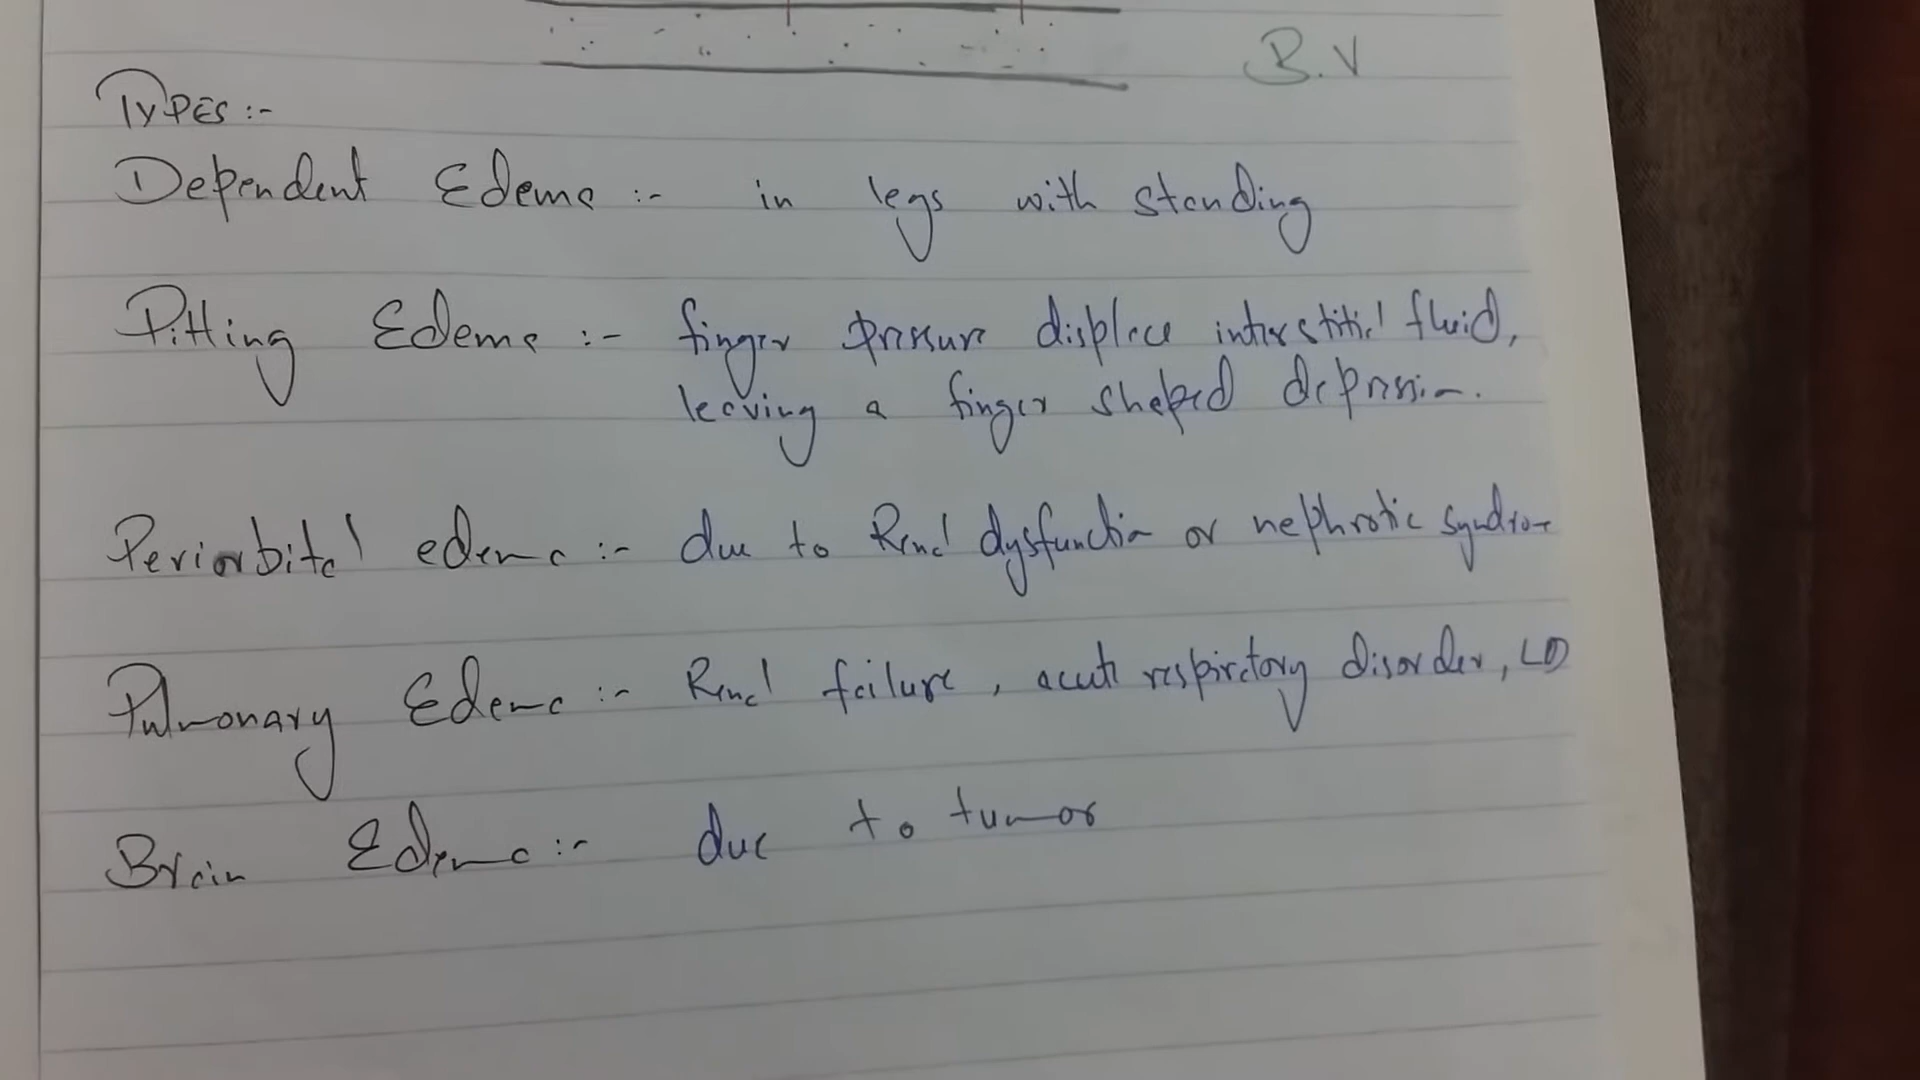 B.V
TYPES :-
Dependent Edema :- in legs with standing
Pitting Edema :- finger pressure displace interstitial fluid,
leaving a finger shaped depression.
Periorbital edema :- due to Renal dysfunction or nephrotic syndrome
Pulmonary Edema :- Renal failure, acute respiratory disorder, LD
Brain Edema :- due to tumor